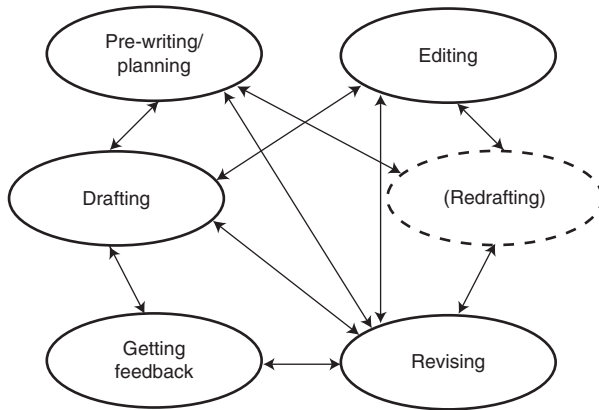 Pre-writing/
planning
Editing
Drafting
(Redrafting)
Getting
feedback
Revising